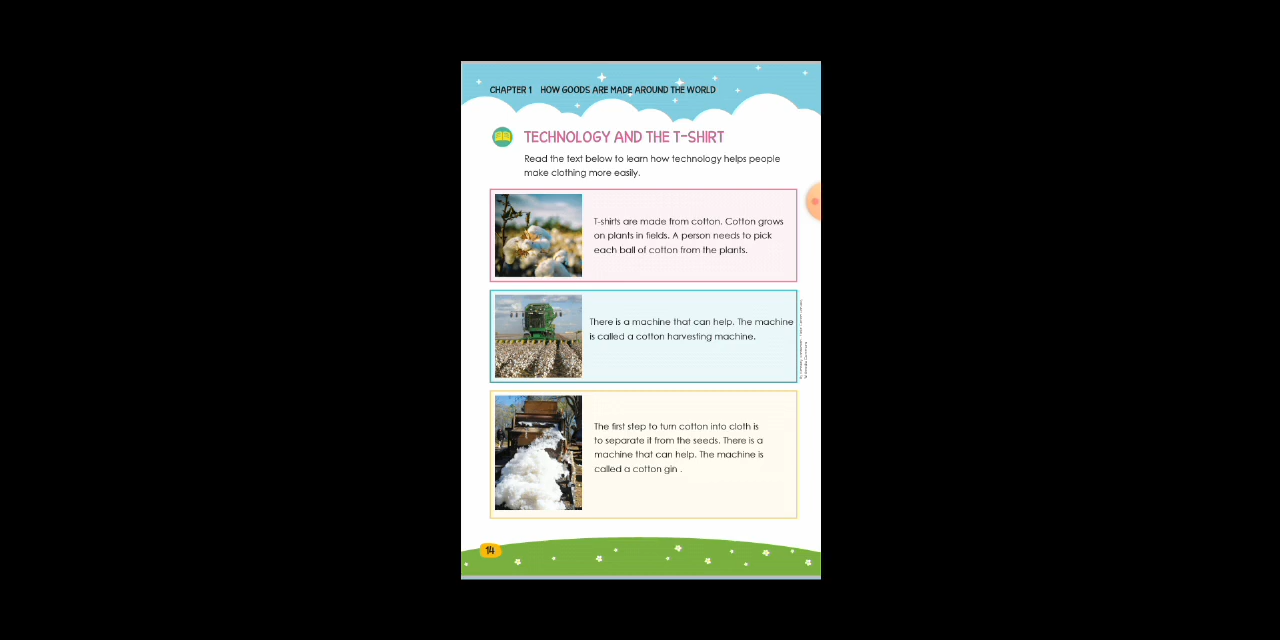 CHAPTER 1 HOW GOODS ARE MADE AROUND THE WORLD
TECHNOLOGY AND THE T-SHIRT
Read the text below to learn how technology helps people
make clothing more easily.
T-shirts are made from cotton. Cotton grows
on plants in fields. A person needs to pick
each ball of cotton from the plants.
There is a machine that can help. The machine
is called a cotton harvesting machine.
The first step to turn cotton into cloth is
to separate it from the seeds. There is a
machine that can help. The machine is
called a cotton gin .
14